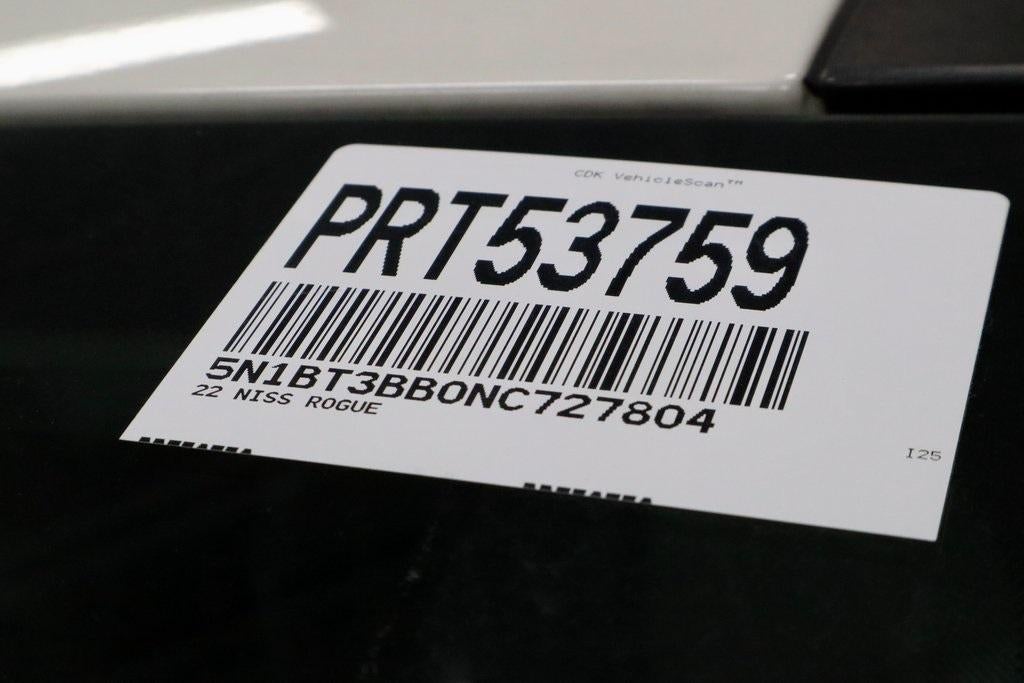 CDK VehicleScan™
PRT53759
5N1BT3BB0NC727804
22 NISS ROGUE
I25